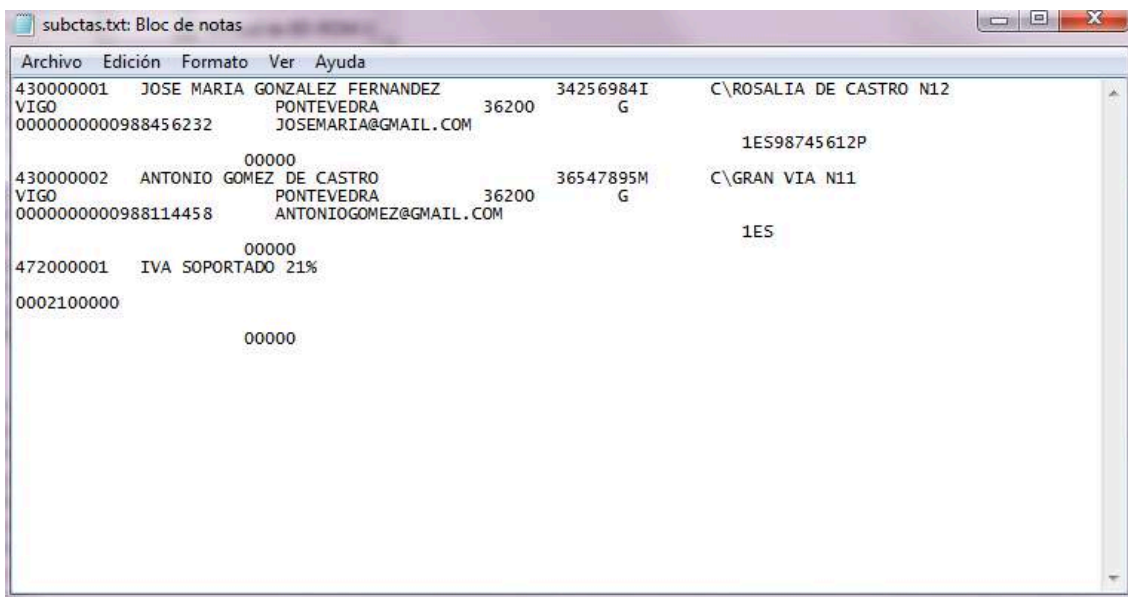 subctas.txt: Bloc de notas
Archivo Edición Formato Ver Ayuda
430000001 JOSE MARIA GONZALEZ FERNANDEZ 34256984I C\ROSALIA DE CASTRO N12
VIGO PONTEVEDRA 36200 G
0000000000988456232 JOSEMARIA@GMAIL.COM
1ES98745612P
00000
430000002 ANTONIO GOMEZ DE CASTRO 36547895M C\GRAN VIA N11
VIGO PONTEVEDRA 36200 G
0000000000988114458 ANTONIOGOMEZ@GMAIL.COM
1ES
00000
472000001 IVA SOPORTADO 21%
0002100000
00000